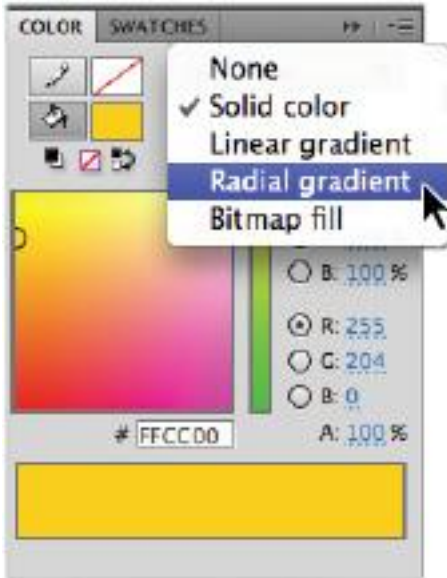 COLOR SWATCHES
None
✓ Solid color
Linear gradient
Radial gradient
Bitmap fill
B: 100 %
R: 255
G: 204
B: 0
# FFCC00
A: 100 %